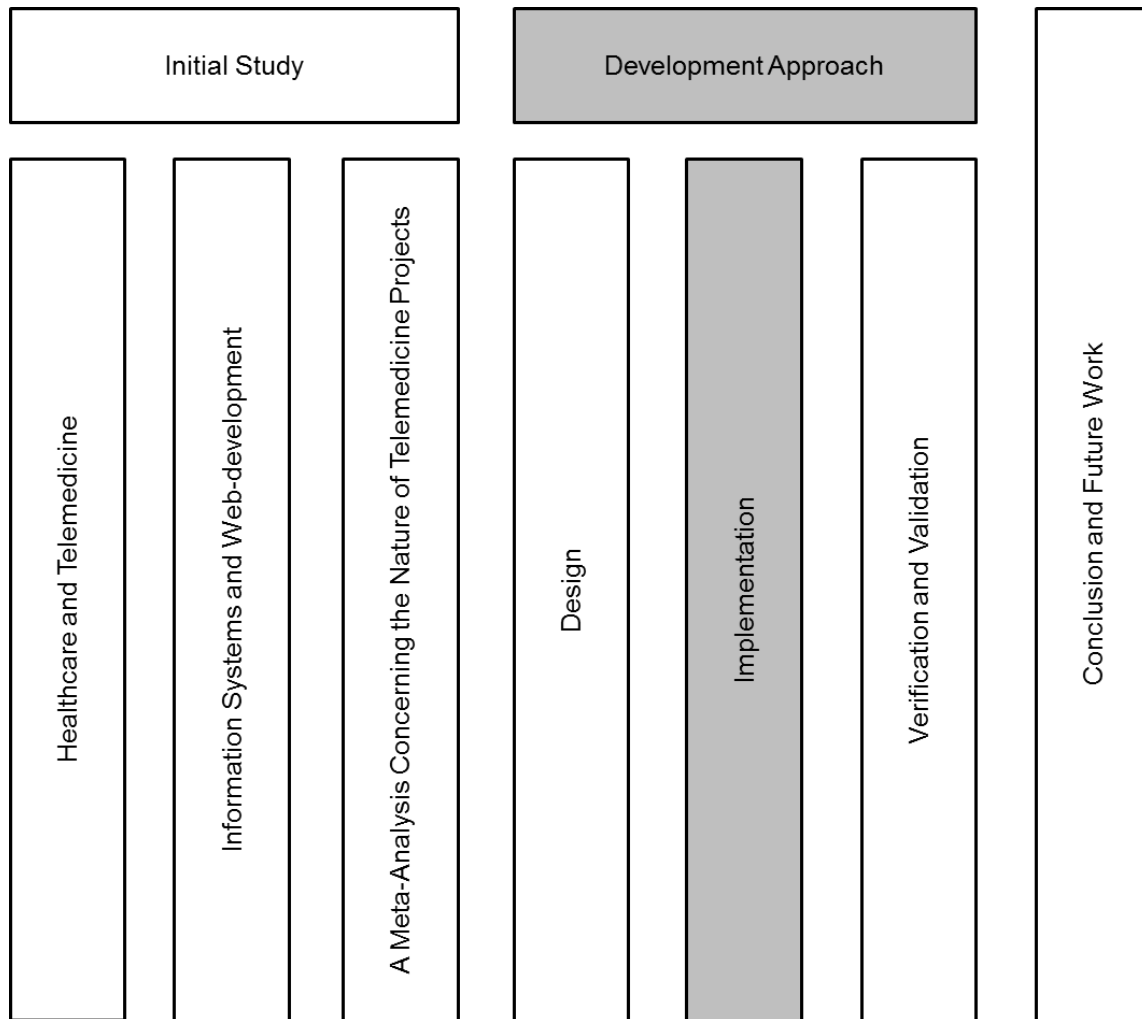 Initial Study
Development Approach
Healthcare and Telemedicine
Information Systems and Web-development
A Meta-Analysis Concerning the Nature of Telemedicine Projects
Design
Implementation
Verification and Validation
Conclusion and Future Work